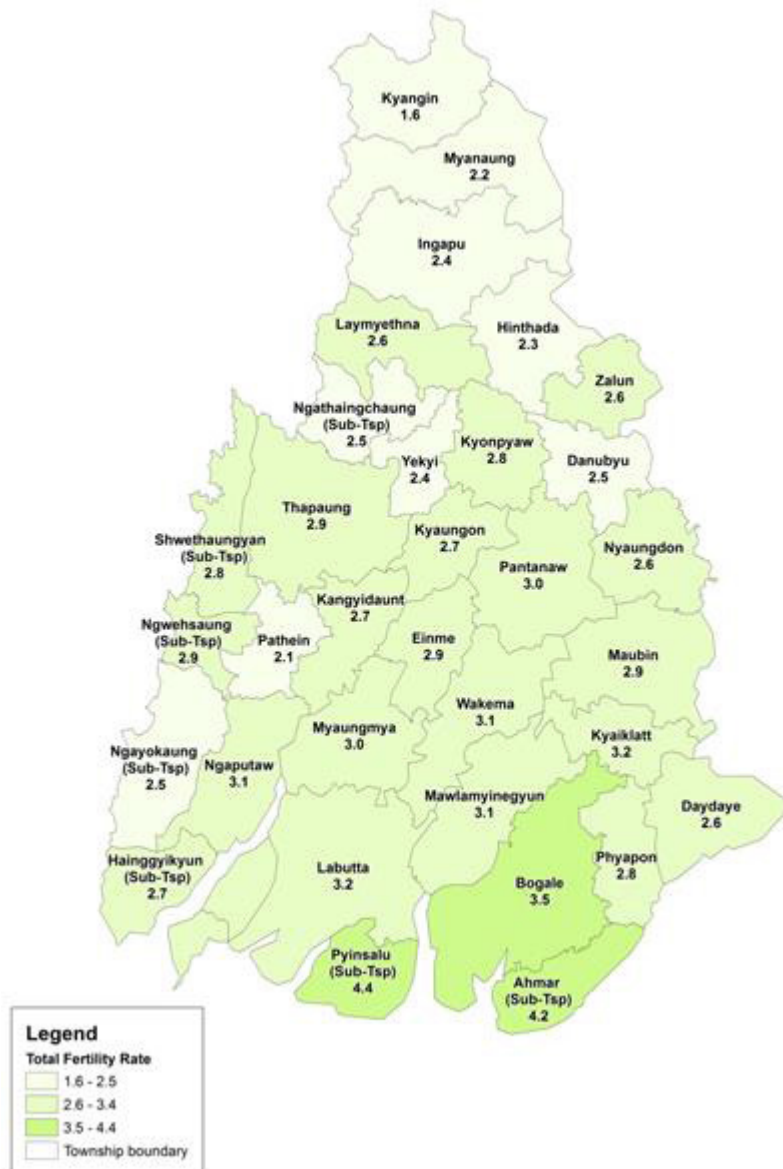 Kyangin
1.6
Myanaung
2.2
Ingapu
2.4
Laymyethna
2.6
Hinthada
2.3
Zalun
2.6
Ngathaingchaung
(Sub-Tsp)
2.5
Yekyi
2.4
Kyonpyaw
2.8
Danubyu
2.5
Thapaung
2.9
Shwethaungyan
(Sub-Tsp)
2.8
Kyaungon
2.7
Pantanaw
3.0
Nyaungdon
2.6
Ngwehsaung
(Sub-Tsp)
2.9
Pathein
2.1
Kangyidaunt
2.7
Einme
2.9
Maubin
2.9
Wakema
3.1
Ngayokaung
(Sub-Tsp)
2.5
Ngaputaw
3.1
Myaungmya
3.0
Kyaiklatt
3.2
Mawlamyinegyun
3.1
Daydaye
2.6
Hainggyikyun
(Sub-Tsp)
2.7
Labutta
3.2
Bogale
3.5
Phyapon
2.8
Pyinsalu
(Sub-Tsp)
4.4
Ahmar
(Sub-Tsp)
4.2
Legend
Total Fertility Rate
1.6 - 2.5
2.6 - 3.4
3.5 - 4.4
Township boundary